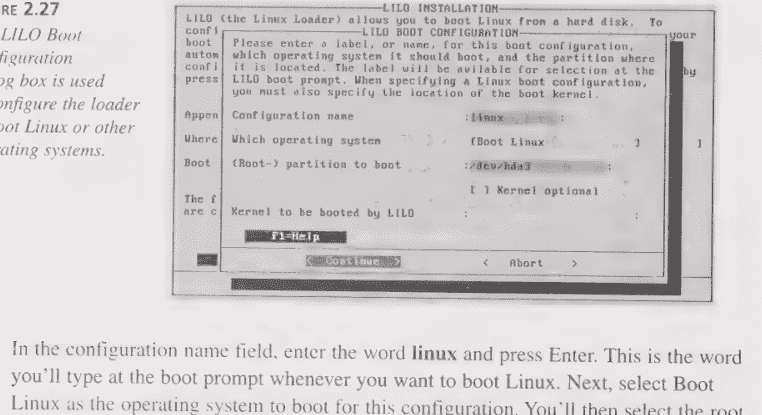 RE 2.27
LILO Boot
figuration
og box is used
onfigure the loader
oot Linux or other
ating systems.
LILO INSTALLATION
LILO (the Linux Loader) allows you to boot Linux from a hard disk. To
confi
LILO BOOT CONFIGURATION
your
boot
Please enter a label, or name, for this boot configuration,
autom
which operating system it should boot, and the partition where
confi
it is located. The label will be available for selection at the
by
press
LILO boot prompt. When specifying a Linux boot configuration,
you must also specify the location of the boot kernel.
Appen
Configuration name :linux :
Where
Which operating system [Boot Linux ] ]
Boot
(Root-) partition to boot :/dev/hda3 :
[ ] Kernel optional
The f
are c
Kernel to be booted by LILO : :
F1=Help
< Continue > < Abort >
In the configuration name field, enter the word linux and press Enter. This is the word
you'll type at the boot prompt whenever you want to boot Linux. Next, select Boot
Linux as the operating system to boot for this configuration. You'll then select the root